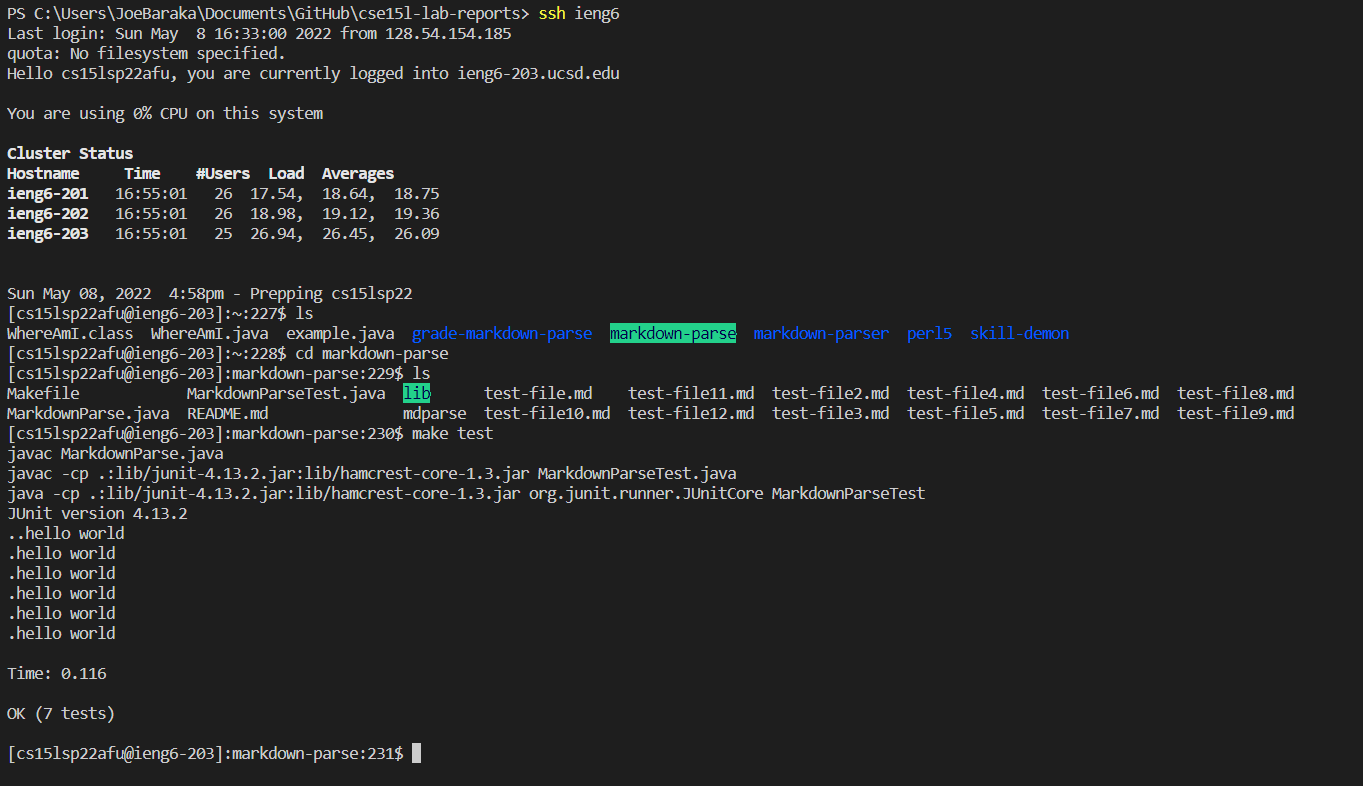 PS C:\Users\JoeBaraka\Documents\GitHub\cse15l-lab-reports> ssh ieng6
Last login: Sun May  8 16:33:00 2022 from 128.54.154.185
quota: No filesystem specified.
Hello cs15lsp22afu, you are currently logged into ieng6-203.ucsd.edu

You are using 0% CPU on this system

Cluster Status
Hostname     Time    #Users  Load  Averages
ieng6-201   16:55:01   26  17.54,  18.64,  18.75
ieng6-202   16:55:01   26  18.98,  19.12,  19.36
ieng6-203   16:55:01   25  26.94,  26.45,  26.09


Sun May 08, 2022  4:58pm - Prepping cs15lsp22
[cs15lsp22afu@ieng6-203]:~:227$ ls
WhereAmI.class  WhereAmI.java  example.java  grade-markdown-parse  markdown-parse  markdown-parser  perl5  skill-demon
[cs15lsp22afu@ieng6-203]:~:228$ cd markdown-parse
[cs15lsp22afu@ieng6-203]:markdown-parse:229$ ls
Makefile            MarkdownParseTest.java  lib      test-file.md    test-file11.md  test-file2.md  test-file4.md  test-file6.md  test-file8.md
MarkdownParse.java  README.md               mdparse  test-file10.md  test-file12.md  test-file3.md  test-file5.md  test-file7.md  test-file9.md
[cs15lsp22afu@ieng6-203]:markdown-parse:230$ make test
javac MarkdownParse.java
javac -cp .:lib/junit-4.13.2.jar:lib/hamcrest-core-1.3.jar MarkdownParseTest.java
java -cp .:lib/junit-4.13.2.jar:lib/hamcrest-core-1.3.jar org.junit.runner.JUnitCore MarkdownParseTest
JUnit version 4.13.2
..hello world
.hello world
.hello world
.hello world
.hello world
.hello world

Time: 0.116

OK (7 tests)

[cs15lsp22afu@ieng6-203]:markdown-parse:231$